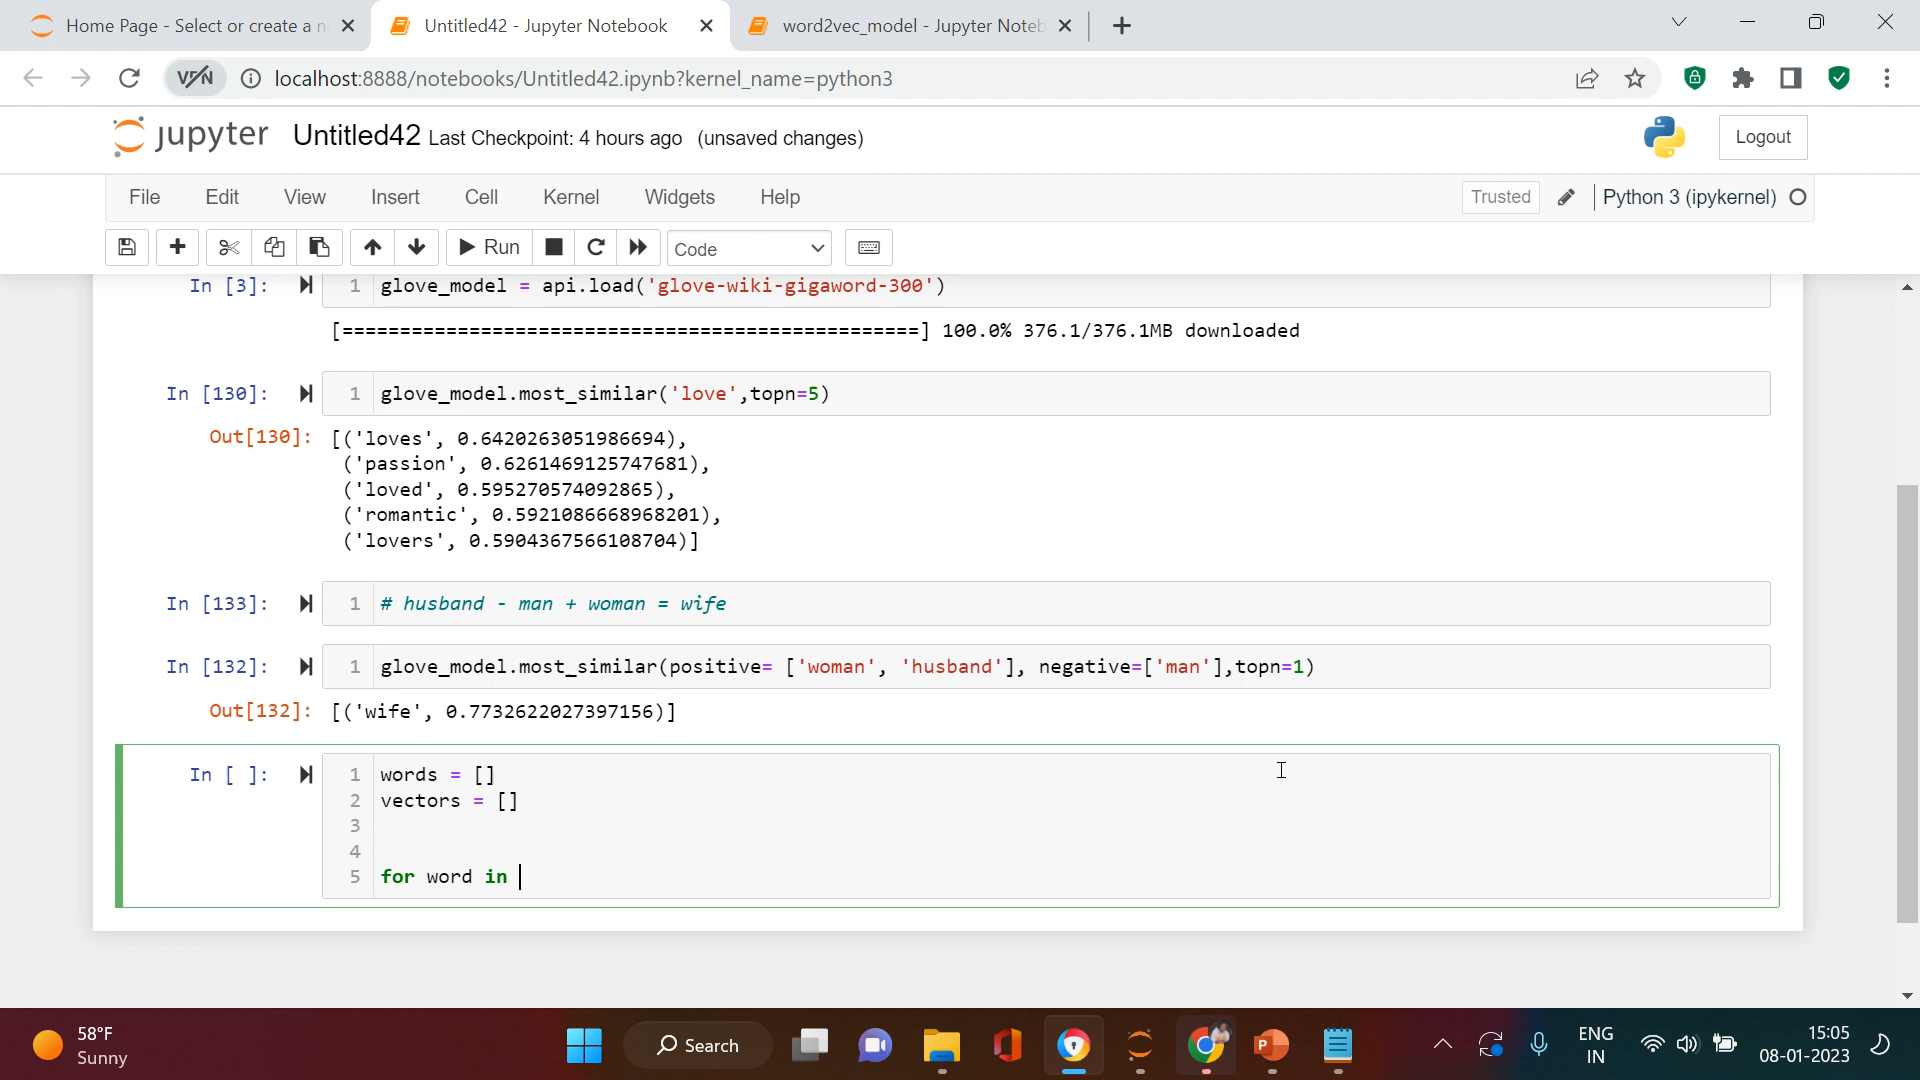 Home Page - Select or create a n
Untitled42 - Jupyter Notebook
word2vec_model - Jupyter Noteb
VPN
localhost:8888/notebooks/Untitled42.ipynb?kernel_name=python3
jupyter Untitled42 Last Checkpoint: 4 hours ago (unsaved changes)
Logout
File Edit View Insert Cell Kernel Widgets Help
Trusted Python 3 (ipykernel)
Run Code
In [3]: 1 glove_model = api.load('glove-wiki-gigaword-300')
[==================================================] 100.0% 376.1/376.1MB downloaded
In [130]: 1 glove_model.most_similar('love',topn=5)
Out[130]: [('loves', 0.6420263051986694),
('passion', 0.6261469125747681),
('loved', 0.595270574092865),
('romantic', 0.5921086668968201),
('lovers', 0.5904367566108704)]
In [133]: 1 # husband - man + woman = wife
In [132]: 1 glove_model.most_similar(positive= ['woman', 'husband'], negative=['man'],topn=1)
Out[132]: [('wife', 0.7732622027397156)]
In [ ]: 1 words = []
2 vectors = []
3
4
5 for word in
58°F
Sunny
Search
ENG
IN
15:05
08-01-2023